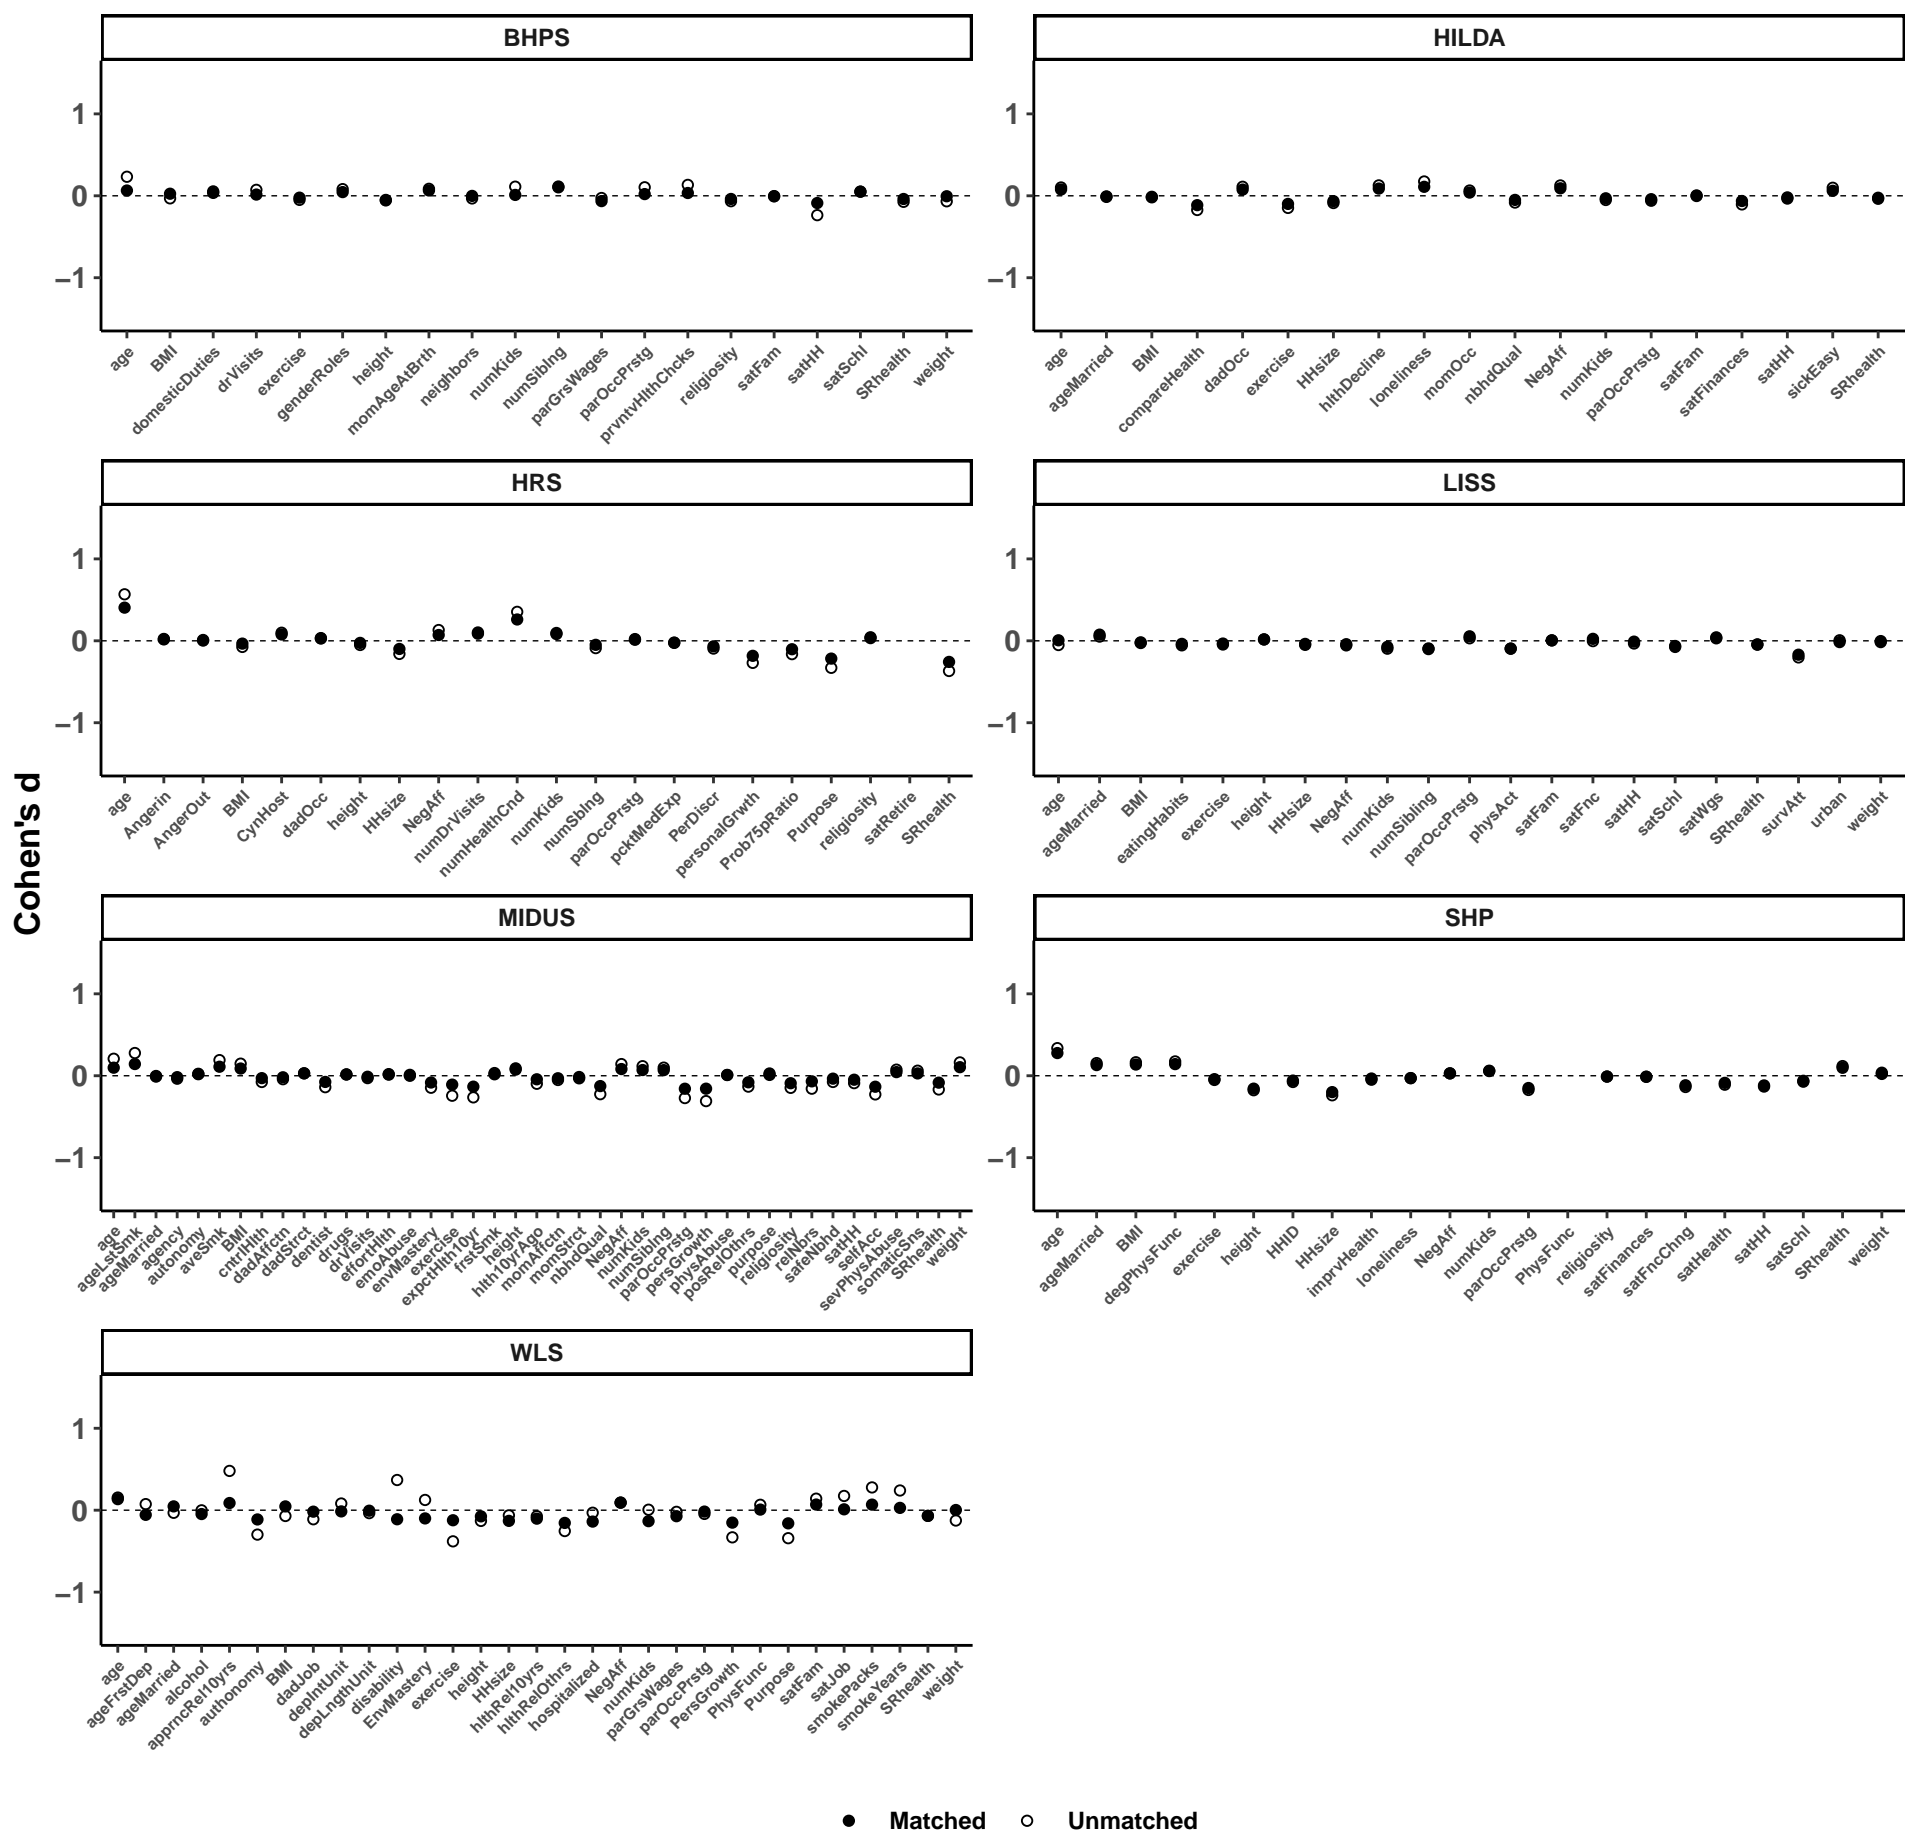 BHPS
HILDA
1
0
−1
1
0
−1
age
BMI
domesticDuties
drVisits
exercise
genderRoles
height
momAgeAtBrth
neighbors
numKids
numSiblng
parGrsWages
parOccPrstg
prvntvHlthChcks
religiosity
satFam
satHH
satSchl
SRhealth
weight
age
ageMarried
BMI
compareHealth
dadOcc
exercise
HHsize
hlthDecline
loneliness
momOcc
nbhdQual
NegAff
numKids
parOccPrstg
satFam
satFinances
satHH
sickEasy
SRhealth
HRS
LISS
1
0
−1
1
0
−1
age
Angerin
AngerOut
BMI
CynHost
dadOcc
height
HHsize
NegAff
numDrVisits
numHealthCnd
numKids
numSblng
parOccPrstg
pcktMedExp
PerDiscr
personalGrwth
Prob75pRatio
Purpose
religiosity
satRetire
SRhealth
age
ageMarried
BMI
eatingHabits
exercise
height
HHsize
NegAff
numKids
numSibling
parOccPrstg
physAct
satFam
satFnc
satHH
satSchl
satWgs
SRhealth
survAtt
urban
weight
Cohen's d
MIDUS
SHP
1
0
−1
1
0
−1
age
ageLstSmk
ageMarried
agency
autonomy
aveSmk
BMI
cntrlHlth
dadAffctn
dadStrct
dentist
drugs
drVisits
effortHlth
emoAbuse
envMastery
exercise
expctHlth10yr
frstSmk
height
hlth10yrAgo
momAffctn
momStrct
nbhdQual
NegAff
numKids
numSiblng
parOccPrstg
persGrowth
physAbuse
posRelOthrs
purpose
religiosity
relNbrs
safeNbhd
satHH
selfAcc
sevPhysAbuse
somaticSns
SRhealth
weight
age
ageMarried
BMI
degPhysFunc
exercise
height
HHID
HHsize
imprvHealth
loneliness
NegAff
numKids
parOccPrstg
PhysFunc
religiosity
satFinances
satFncChng
satHealth
satHH
satSchl
SRhealth
weight
WLS
1
0
−1
age
ageFrstDep
ageMarried
alcohol
apprncRel10yrs
authonomy
BMI
dadJob
depIntUnit
depLngthUnit
disability
EnvMastery
exercise
height
HHsize
hlthRel10yrs
hlthRelOthrs
hospitalized
NegAff
numKids
parGrsWages
parOccPrstg
PersGrowth
PhysFunc
Purpose
satFam
satJob
smokePacks
smokeYears
SRhealth
weight
Matched
Unmatched